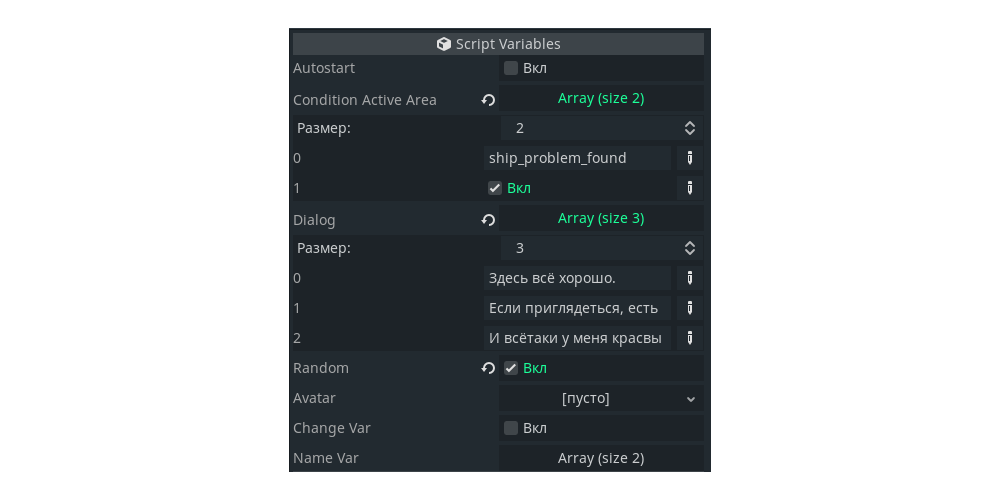 Script Variables
Autostart Вкл
Condition Active Area Array (size 2)
Размер: 2
0 ship_problem_found
1 Вкл
Dialog Array (size 3)
Размер: 3
0 Здесь всё хорошо.
1 Если приглядеться, есть
2 И всётаки у меня красвы
Random Вкл
Avatar [пусто]
Change Var Вкл
Name Var Array (size 2)